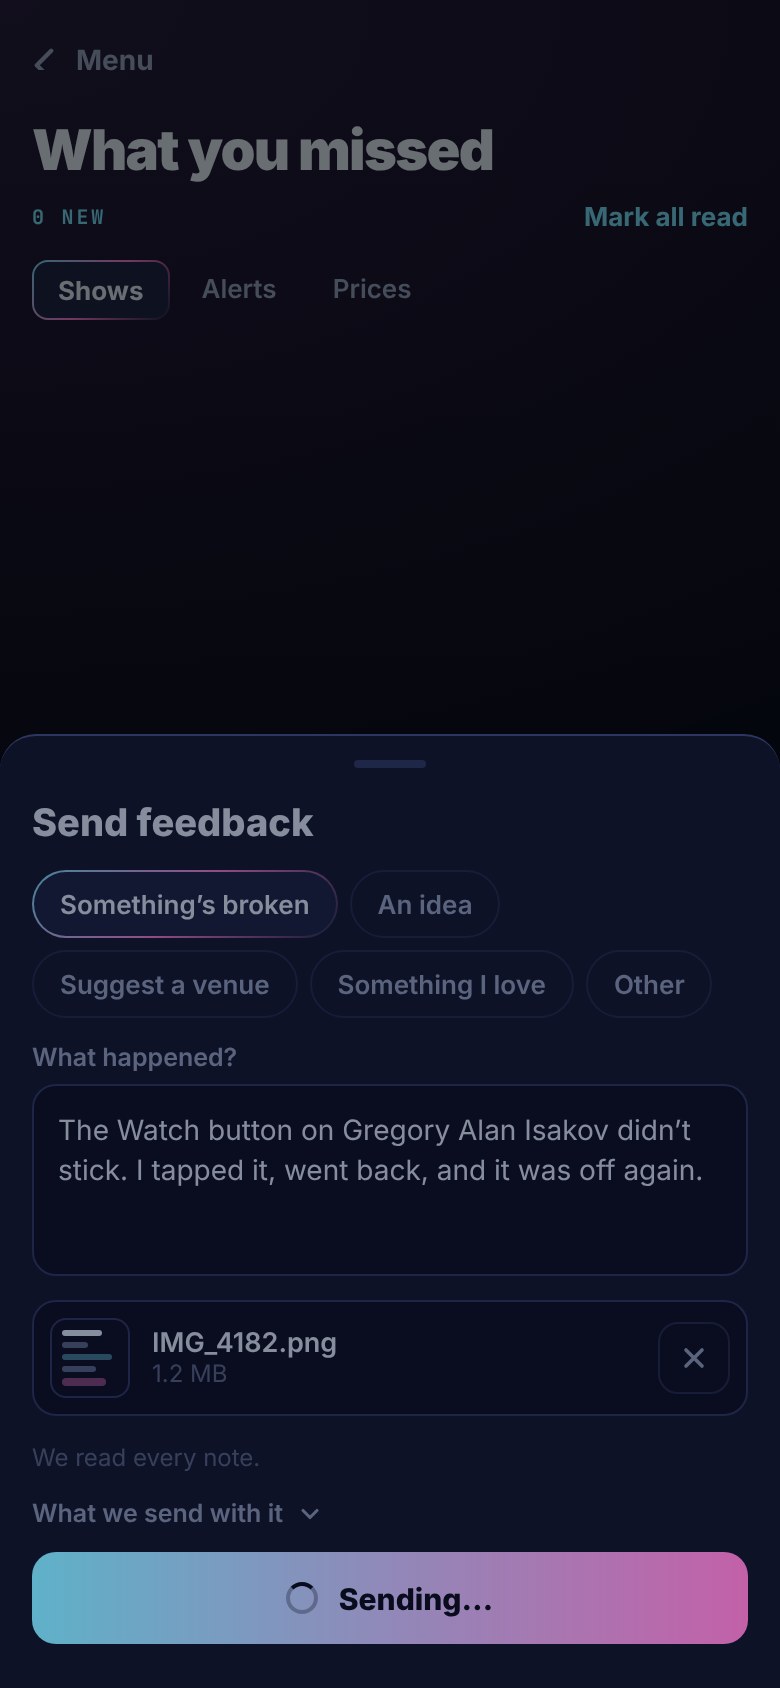 Menu
What you missed
0 NEW
Mark all read
Shows
Alerts
Prices
Send feedback
Something’s broken
An idea
Suggest a venue
Something I love
Other
What happened?
The Watch button on Gregory Alan Isakov didn’t
stick. I tapped it, went back, and it was off again.
IMG_4182.png
1.2 MB
We read every note.
What we send with it
Sending…